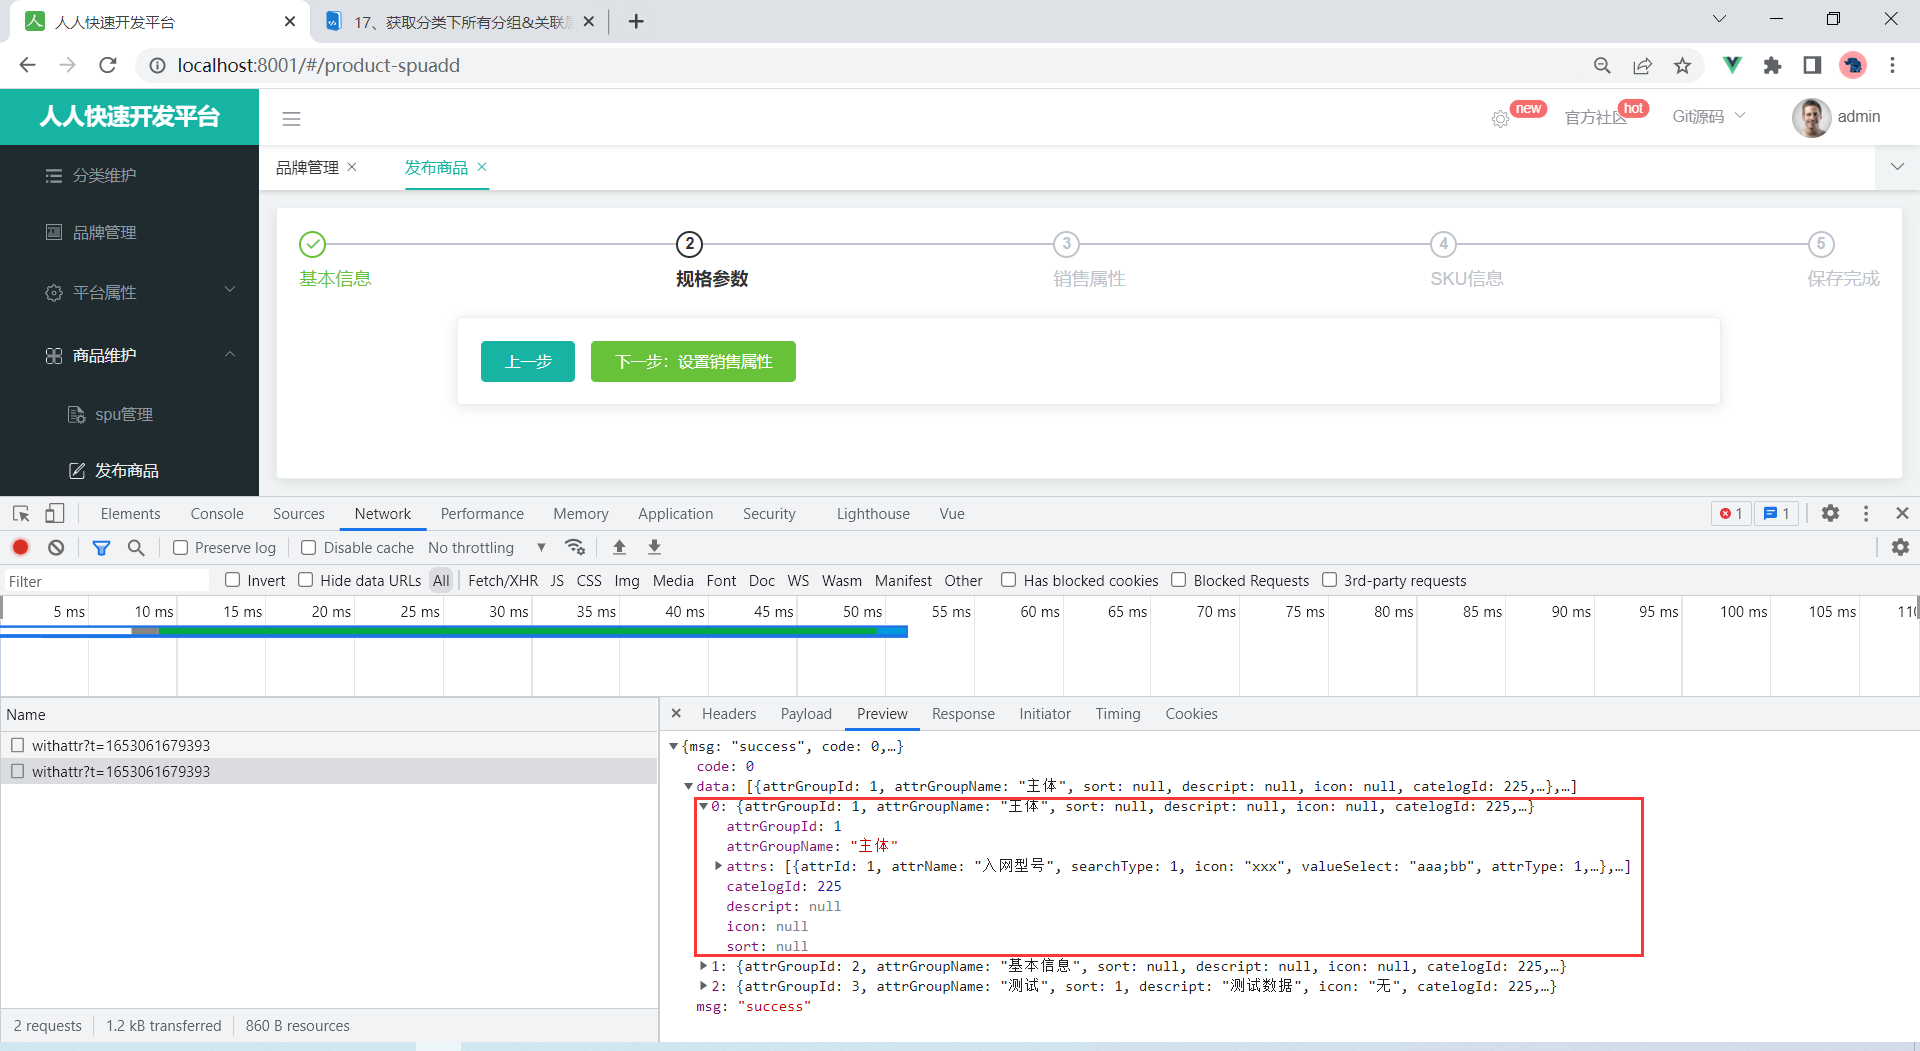 人人快速开发平台
17、获取分类下所有分组&关联
localhost:8001/#/product-spuadd
人人快速开发平台
new
官方社区
hot
Git源码
admin
分类维护
品牌管理
平台属性
商品维护
spu管理
发布商品
品牌管理
发布商品
2
3
4
5
基本信息
规格参数
销售属性
SKU信息
保存完成
上一步
下一步：设置销售属性
Elements
Console
Sources
Network
Performance
Memory
Application
Security
Lighthouse
Vue
1
1
Preserve log
Disable cache
No throttling
Filter
Invert
Hide data URLs
All
Fetch/XHR
JS
CSS
Img
Media
Font
Doc
WS
Wasm
Manifest
Other
Has blocked cookies
Blocked Requests
3rd-party requests
5 ms
10 ms
15 ms
20 ms
25 ms
30 ms
35 ms
40 ms
45 ms
50 ms
55 ms
60 ms
65 ms
70 ms
75 ms
80 ms
85 ms
90 ms
95 ms
100 ms
105 ms
Name
withattr?t=1653061679393
withattr?t=1653061679393
2 requests
1.2 kB transferred
860 B resources
Headers
Payload
Preview
Response
Initiator
Timing
Cookies
{msg: "success", code: 0,…}
code: 0
data: [{attrGroupId: 1, attrGroupName: "主体", sort: null, descript: null, icon: null, catelogId: 225,…},…]
0: {attrGroupId: 1, attrGroupName: "主体", sort: null, descript: null, icon: null, catelogId: 225,…}
attrGroupId: 1
attrGroupName: "主体"
attrs: [{attrId: 1, attrName: "入网型号", searchType: 1, icon: "xxx", valueSelect: "aaa;bb", attrType: 1,…},…]
catelogId: 225
descript: null
icon: null
sort: null
1: {attrGroupId: 2, attrGroupName: "基本信息", sort: null, descript: null, icon: null, catelogId: 225,…}
2: {attrGroupId: 3, attrGroupName: "测试", sort: 1, descript: "测试数据", icon: "无", catelogId: 225,…}
msg: "success"